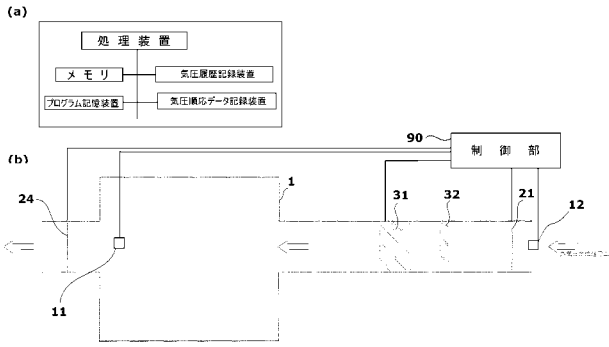 (a)
処理装置
メモリ
気圧履歴記録装置
プログラム記憶装置
気圧順応データ記録装置
(b)
90
制御部
24
1
31
32
21
12
11